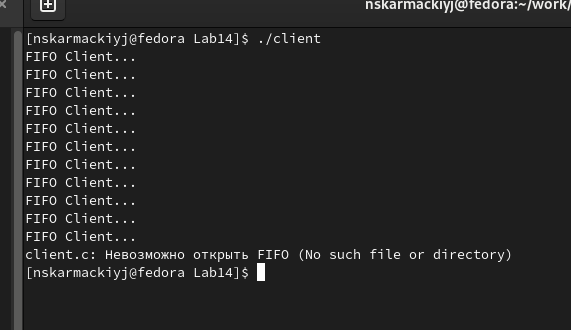 nskarmackiyj@fedora:~/work/
[nskarmackiyj@fedora Lab14]$ ./client
FIFO Client...
FIFO Client...
FIFO Client...
FIFO Client...
FIFO Client...
FIFO Client...
FIFO Client...
FIFO Client...
FIFO Client...
FIFO Client...
FIFO Client...
client.c: Невозможно открыть FIFO (No such file or directory)
[nskarmackiyj@fedora Lab14]$